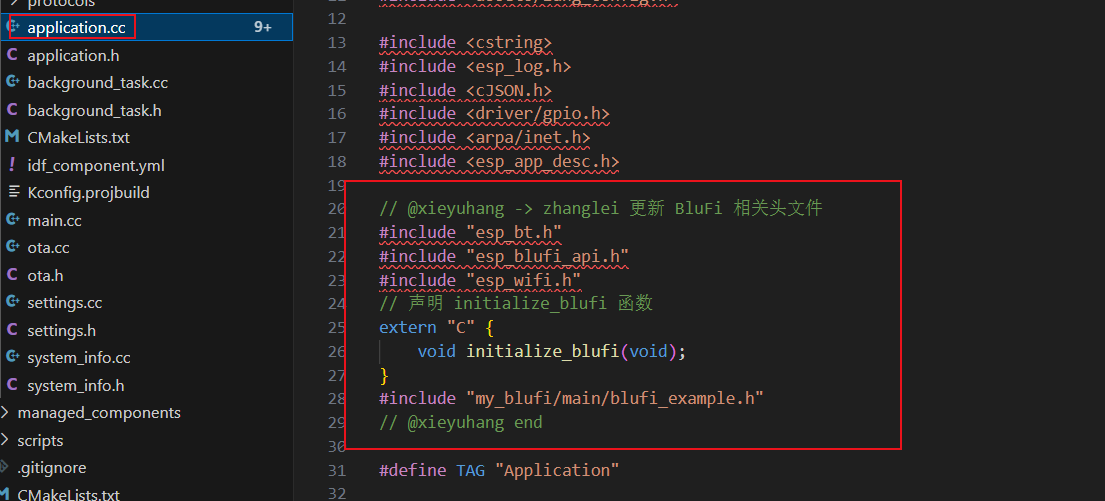 protocols
application.cc 9+
application.h
background_task.cc
background_task.h
CMakeLists.txt
idf_component.yml
Kconfig.projbuild
main.cc
ota.cc
ota.h
settings.cc
settings.h
system_info.cc
system_info.h
managed_components
scripts
.gitignore
CMakeLists.txt
12
13 #include <cstring>
14 #include <esp_log.h>
15 #include <cJSON.h>
16 #include <driver/gpio.h>
17 #include <arpa/inet.h>
18 #include <esp_app_desc.h>
19
20 // @xieyuhang -> zhanglei 更新 BluFi 相关头文件
21 #include "esp_bt.h"
22 #include "esp_blufi_api.h"
23 #include "esp_wifi.h"
24 // 声明 initialize_blufi 函数
25 extern "C" {
26 void initialize_blufi(void);
27 }
28 #include "my_blufi/main/blufi_example.h"
29 // @xieyuhang end
30
31 #define TAG "Application"
32